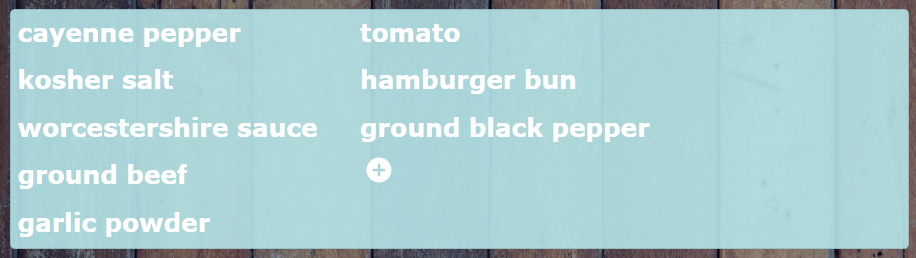 cayenne pepper
kosher salt
worcestershire sauce
ground beef
garlic powder
tomato
hamburger bun
ground black pepper